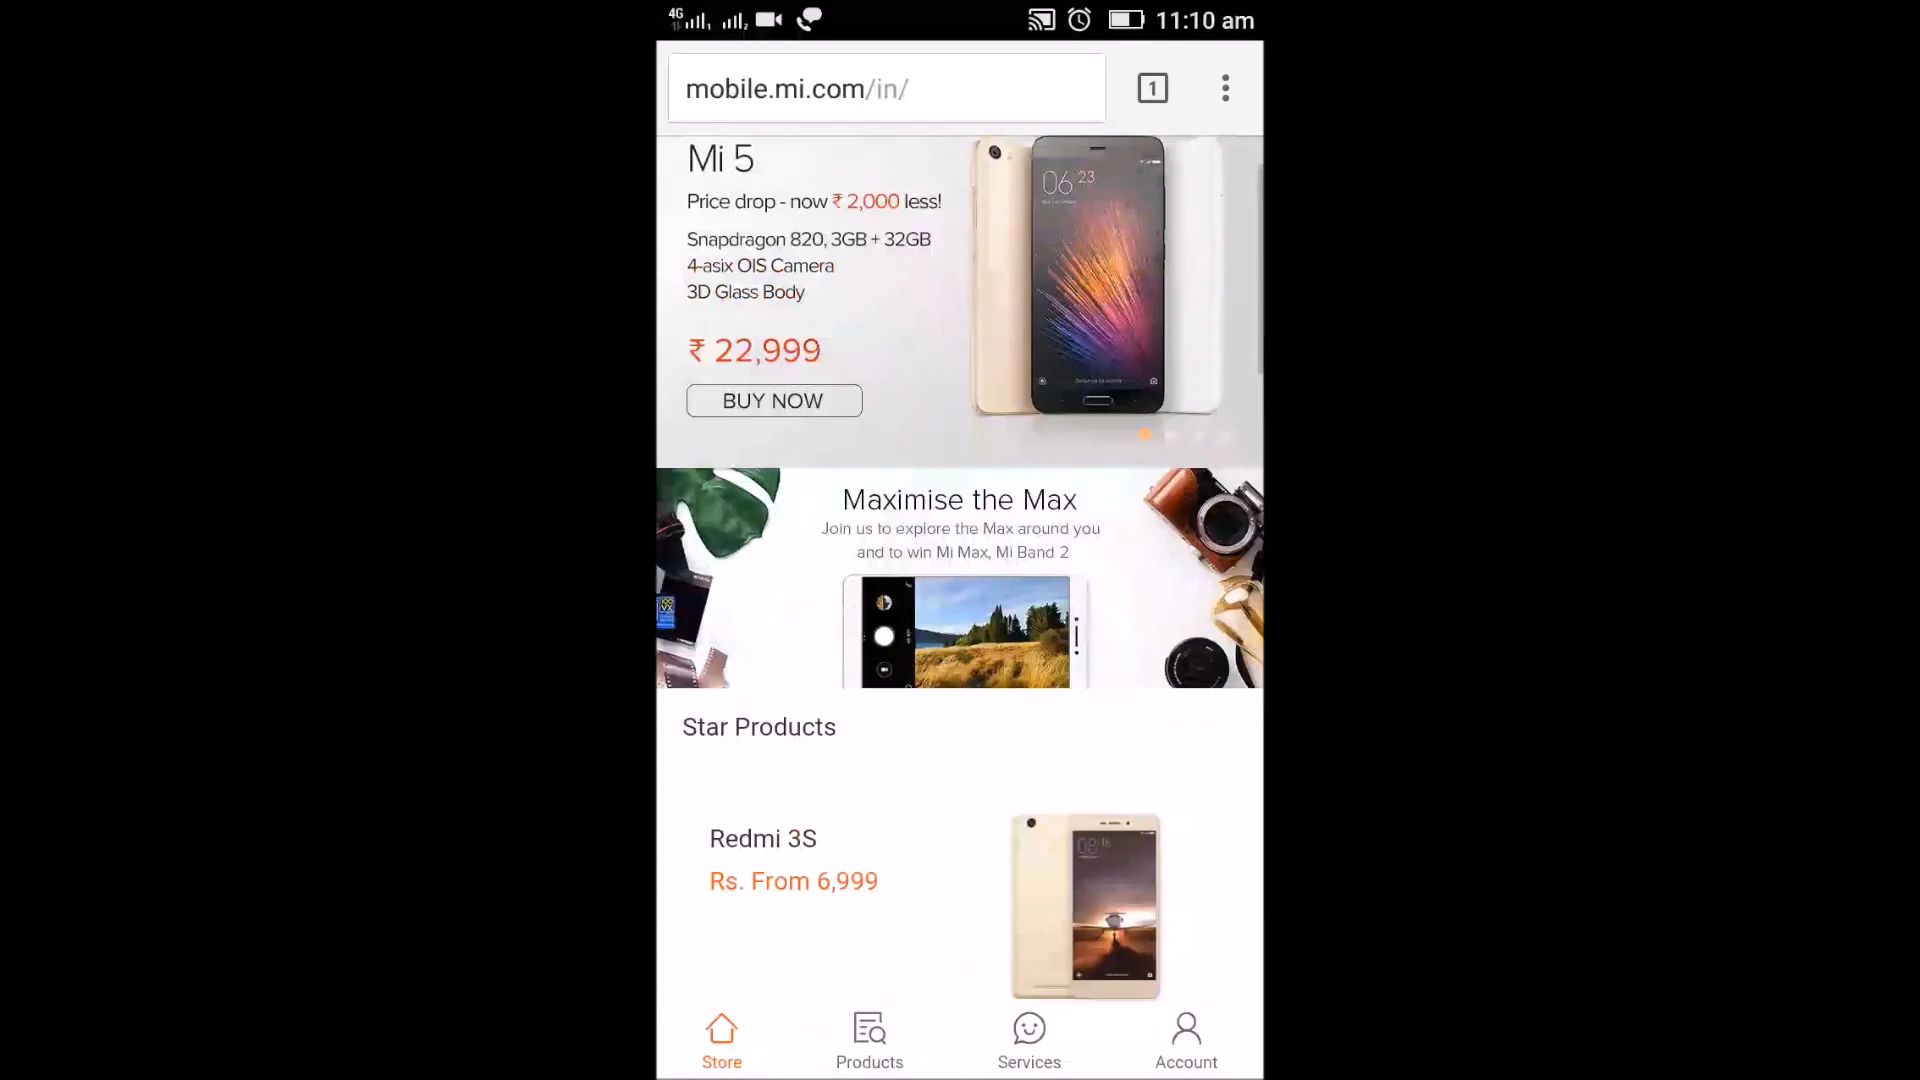 4G
11:10 am
mobile.mi.com/in/
1
Mi 5
Price drop - now ₹ 2,000 less!
Snapdragon 820, 3GB + 32GB
4-asix OIS Camera
3D Glass Body
₹ 22,999
BUY NOW
06 23
Maximise the Max
Join us to explore the Max around you
and to win Mi Max, Mi Band 2
Star Products
Redmi 3S
Rs. From 6,999
Store
Products
Services
Account